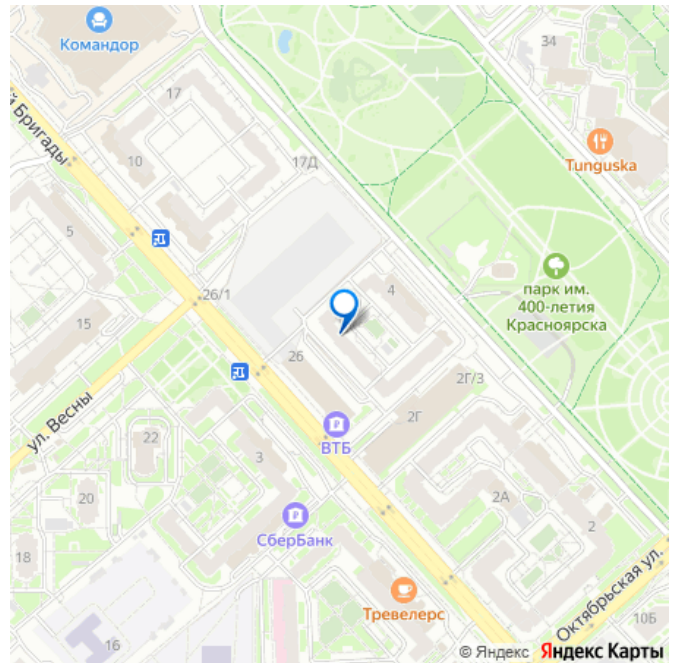 Командор
34
17
й Бригады
10
17Д
Tunguska
5
парк им.
400-летия
Красноярска
4
26/1
15
26
2Г/3
ул. Весны
22
2Г
ВТБ
3
20
2А
2
СберБанк
18
Октябрьская ул.
Тревелерс
10Б
16
© Яндекс Яндекс Карты